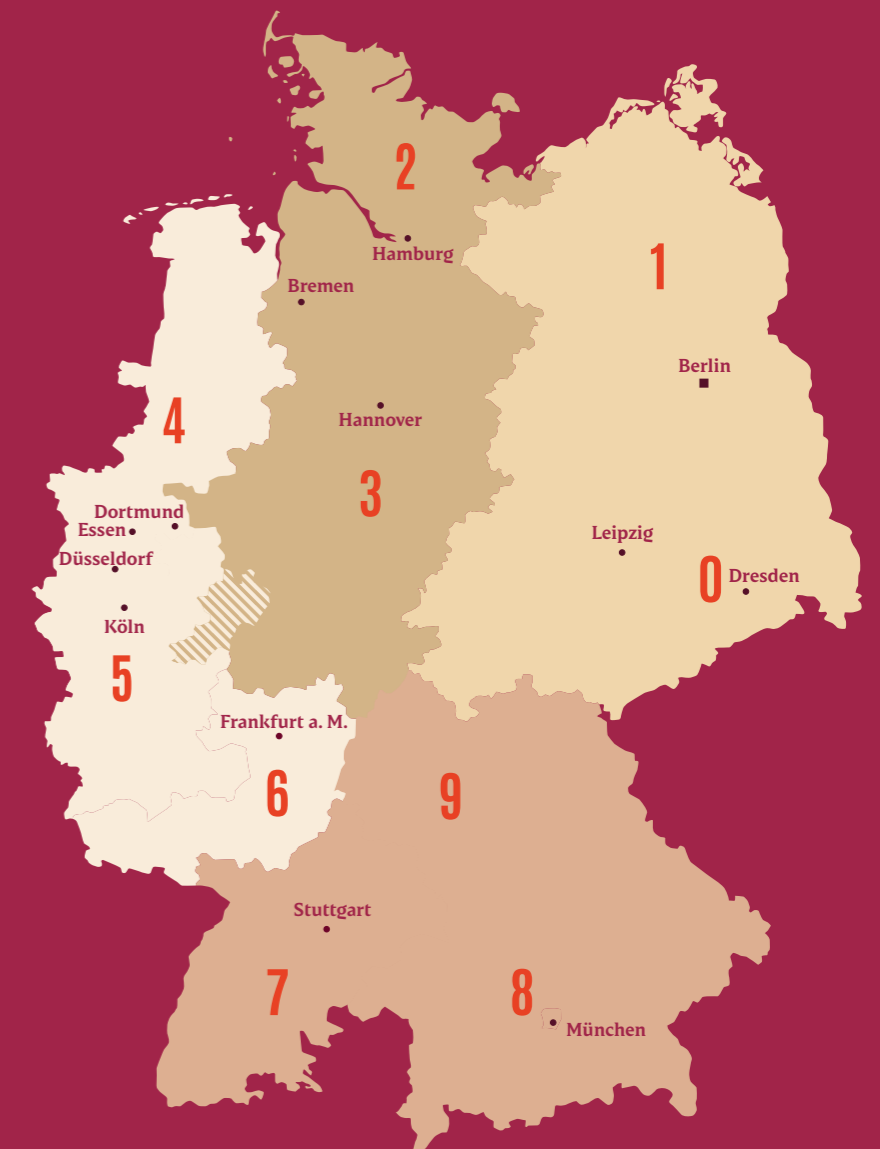 2
Hamburg
1
Bremen
Berlin
4
Hannover
3
Dortmund
Essen
Leipzig
Düsseldorf
0
Dresden
Köln
5
Frankfurt a. M.
6
9
Stuttgart
7
8
München